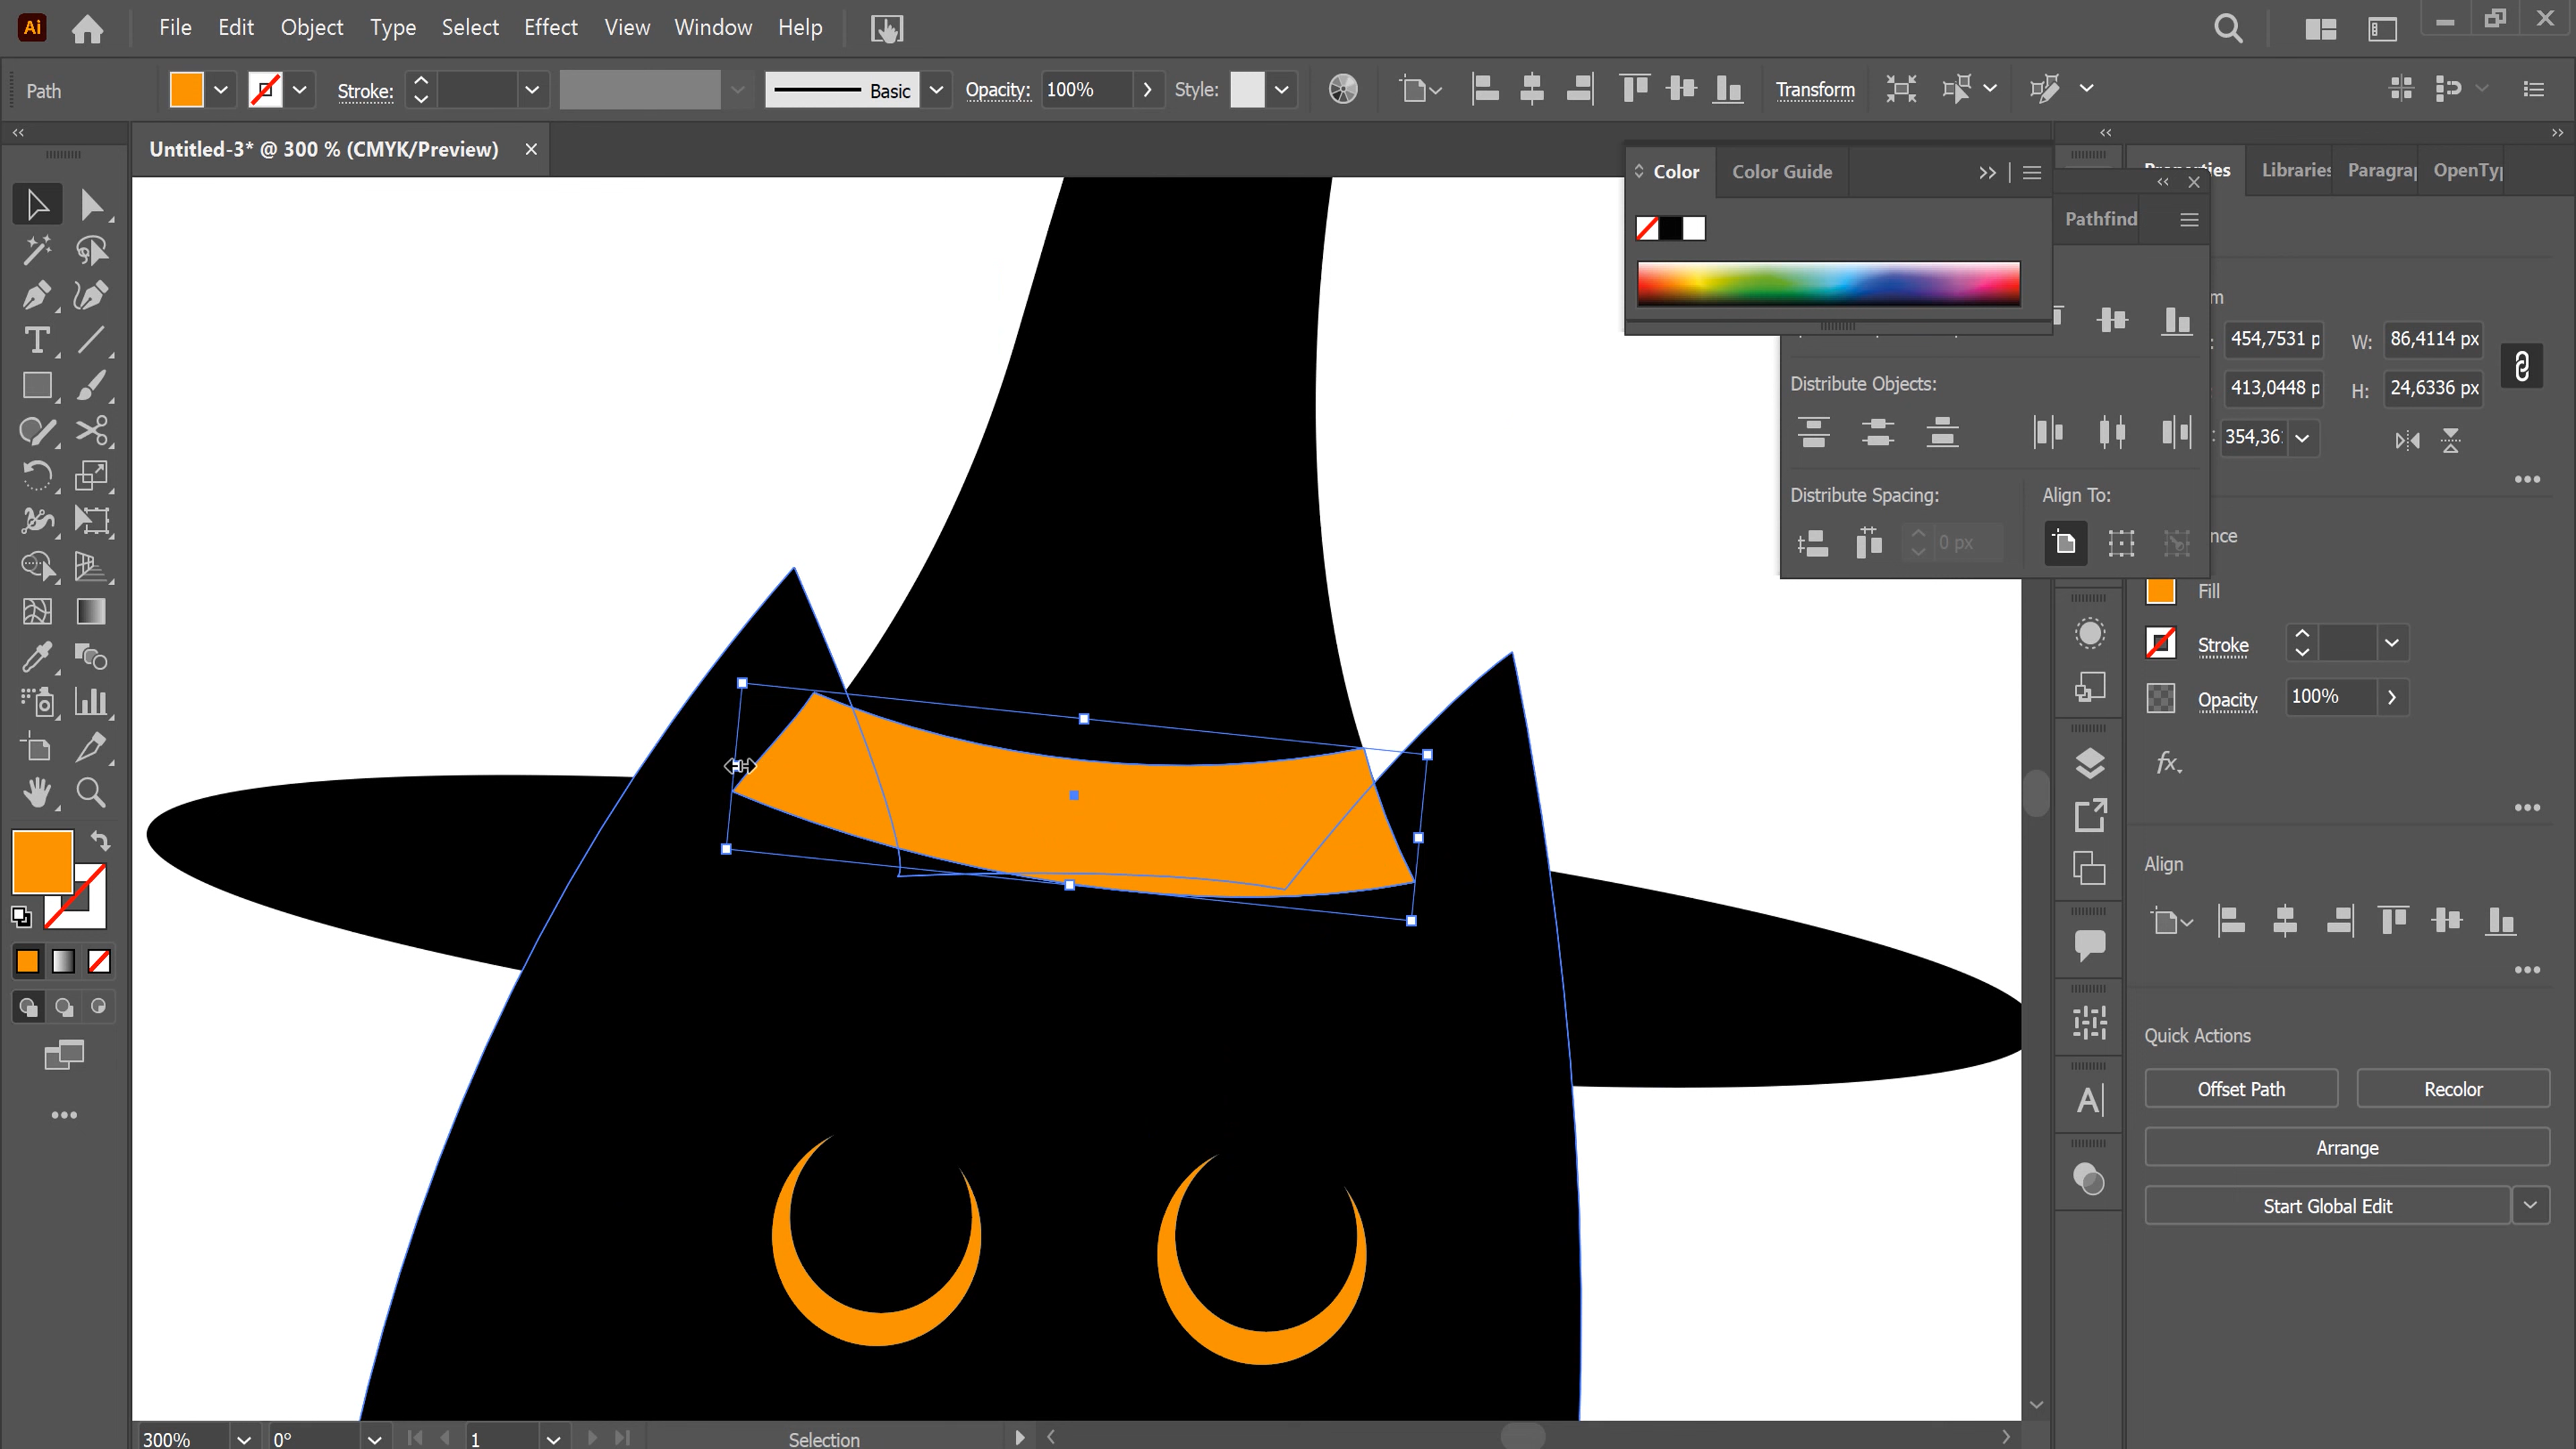 Ai File Edit Object Type Select Effect View Window Help
Path Stroke: Basic Opacity: 100% Style: Transform
Untitled-3* @ 300 % (CMYK/Preview)
Color Color Guide
Libraries Paragra OpenTy
Pathfind
454,7531 p W: 86,4114 px
413,0448 p H: 24,6336 px
354,36
Distribute Objects:
Distribute Spacing: Align To:
0 px
Fill
Stroke
Opacity 100%
fx
Align
Quick Actions
Offset Path Recolor
Arrange
Start Global Edit
300% 0° 1 Selection